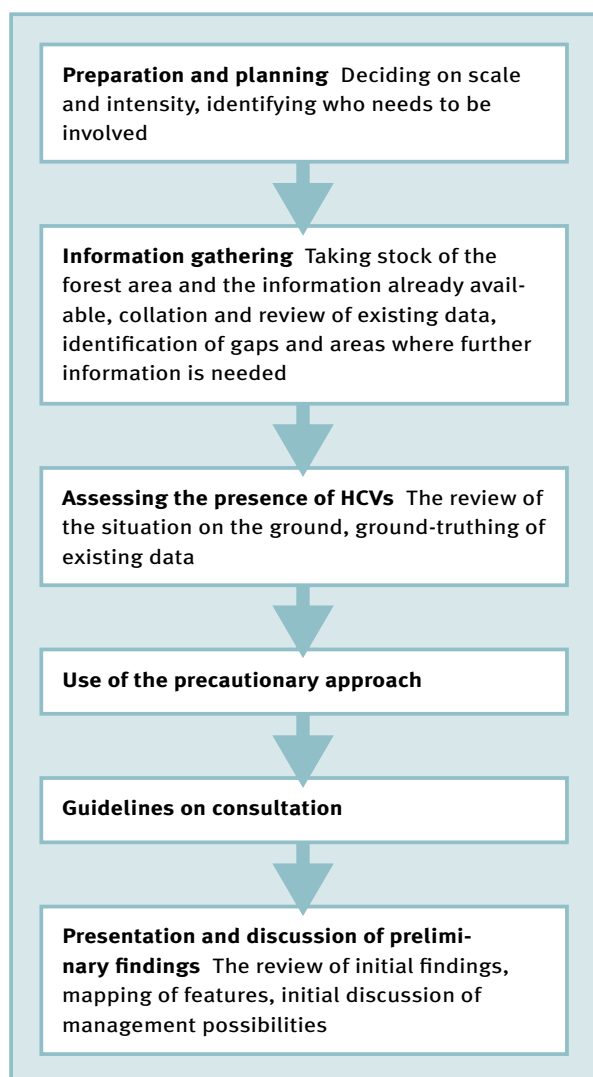 Preparation and planning Deciding on scale
and intensity, identifying who needs to be
involved
Information gathering Taking stock of the
forest area and the information already avail-
able, collation and review of existing data,
identification of gaps and areas where further
information is needed
Assessing the presence of HCVs The review of
the situation on the ground, ground-truthing of
existing data
Use of the precautionary approach
Guidelines on consultation
Presentation and discussion of prelimi-
nary findings The review of initial findings,
mapping of features, initial discussion of
management possibilities